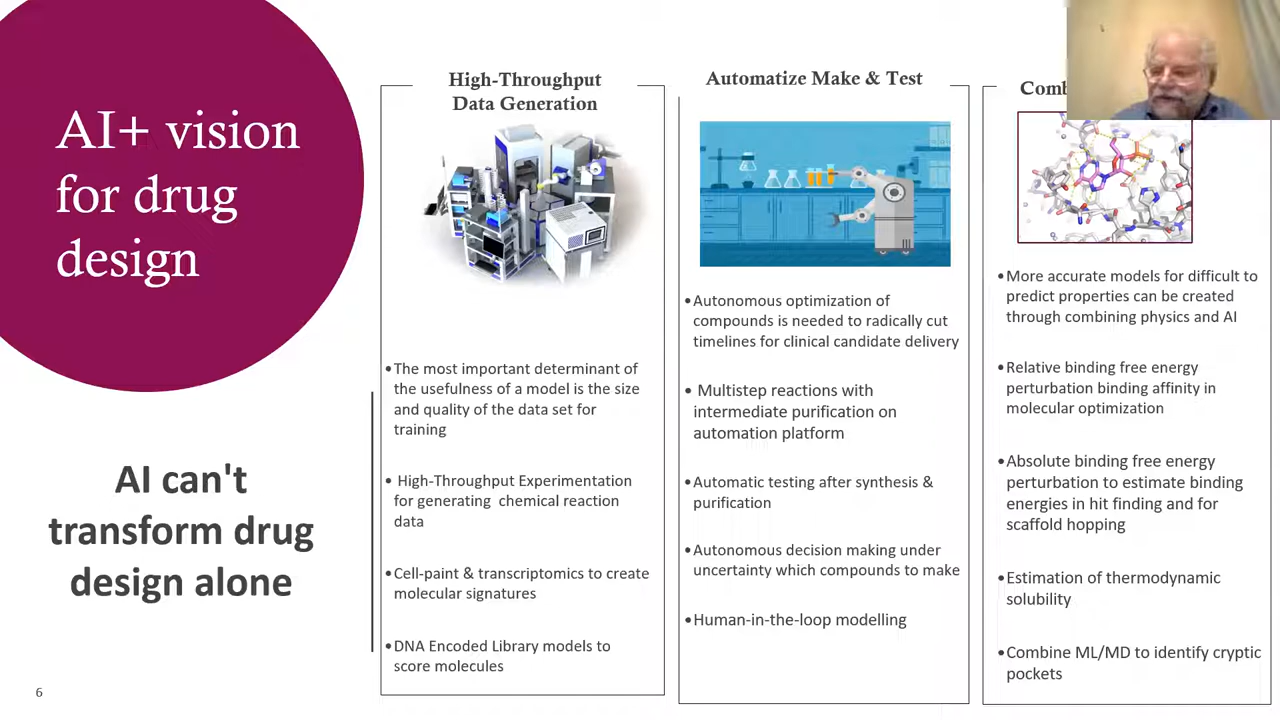 AI+ vision
for drug
design
AI can't
transform drug
design alone
High-Throughput
Data Generation
•The most important determinant of
the usefulness of a model is the size
and quality of the data set for
training
• High-Throughput Experimentation
for generating chemical reaction
data
•Cell-paint & transcriptomics to create
molecular signatures
•DNA Encoded Library models to
score molecules
Automatize Make & Test
•Autonomous optimization of
compounds is needed to radically cut
timelines for clinical candidate delivery
• Multistep reactions with
intermediate purification on
automation platform
•Automatic testing after synthesis &
purification
•Autonomous decision making under
uncertainty which compounds to make
•Human-in-the-loop modelling
•More accurate models for difficult to
predict properties can be created
through combining physics and AI
•Relative binding free energy
perturbation binding affinity in
molecular optimization
•Absolute binding free energy
perturbation to estimate binding
energies in hit finding and for
scaffold hopping
•Estimation of thermodynamic
solubility
•Combine ML/MD to identify cryptic
pockets
6